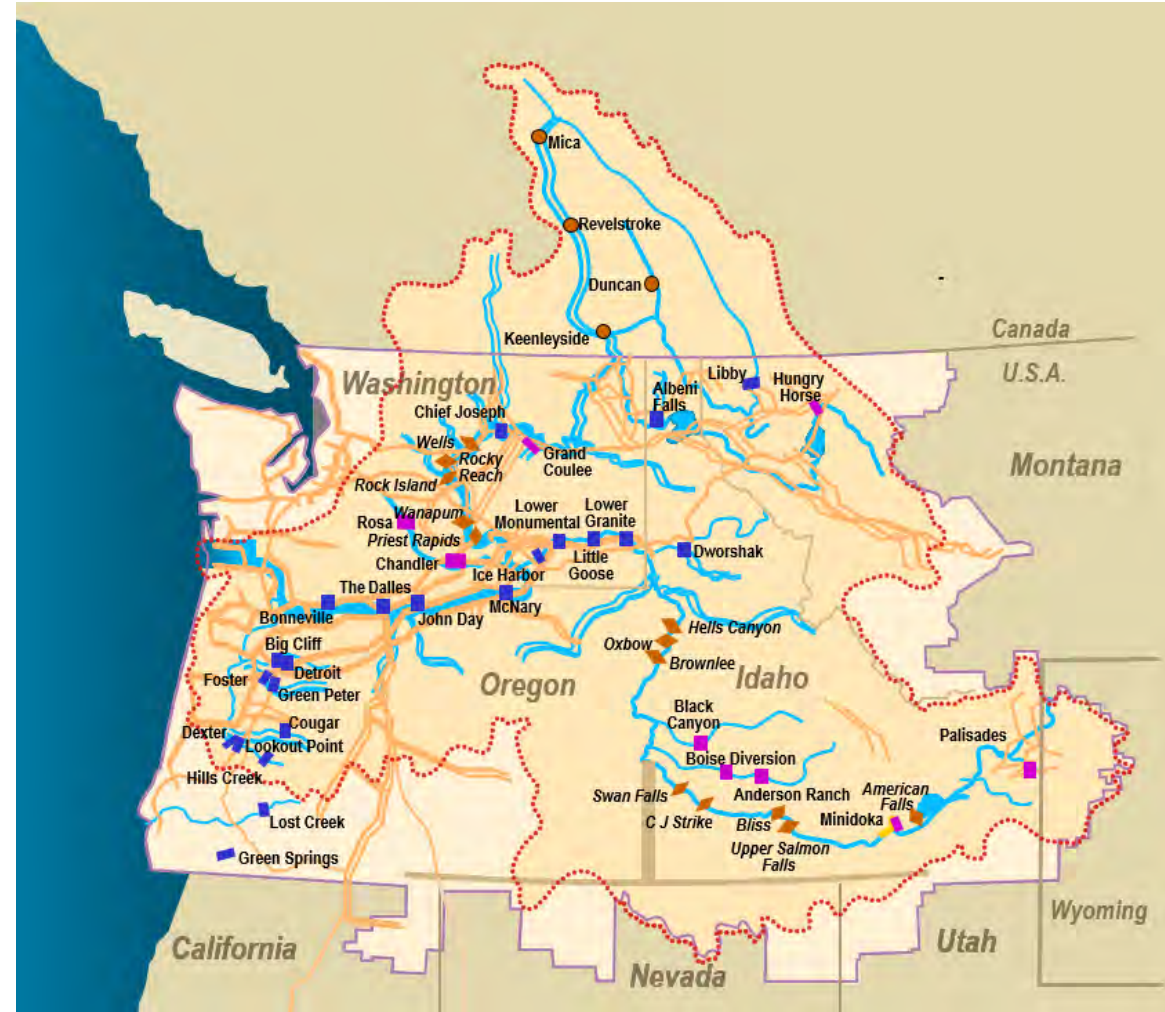 Mica
Revelstroke
Duncan
Keenleyside
Canada
U.S.A.
Washington
Libby
Hungry
Horse
Albeni
Falls
Chief Joseph
Wells
Rocky
Reach
Grand
Coulee
Montana
Rock Island
Wanapum
Lower
Monumental
Lower
Granite
Rosa
Priest Rapids
Chandler
Ice Harbor
Little
Goose
Dworshak
The Dalles
Bonneville
John Day
McNary
Hells Canyon
Oxbow
Brownlee
Big Cliff
Detroit
Foster
Green Peter
Oregon
Idaho
Cougar
Dexter
Lookout Point
Hills Creek
Black
Canyon
Boise Diversion
Palisades
Swan Falls
Anderson Ranch
American
Falls
C J Strike
Bliss
Minidoka
Upper Salmon
Falls
Lost Creek
Green Springs
Wyoming
California
Utah
Nevada